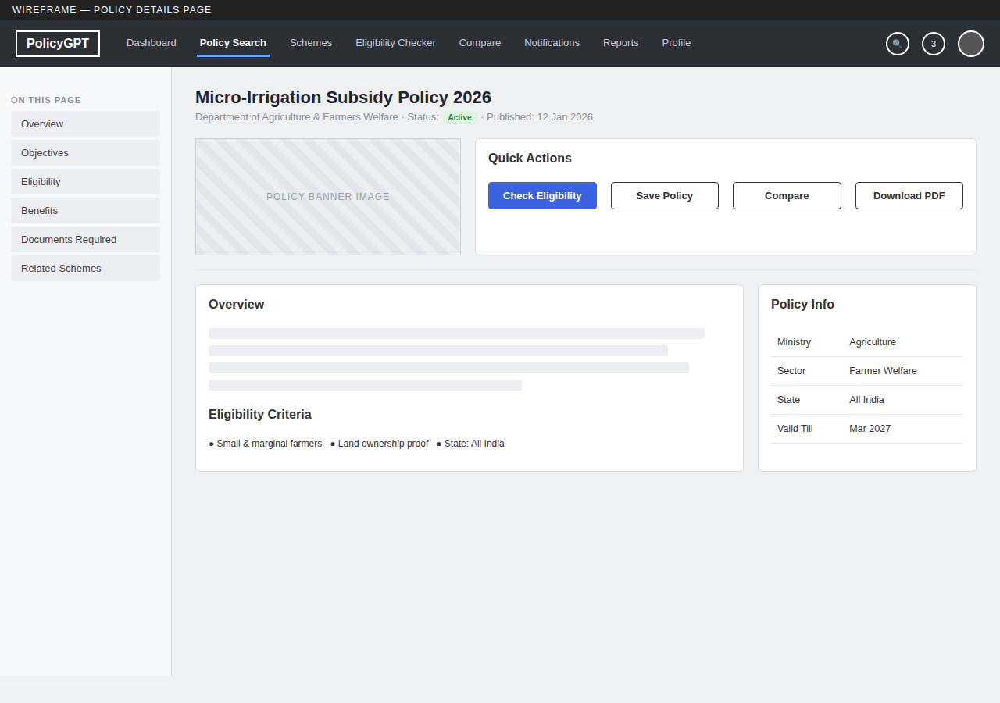 WIREFRAME — POLICY DETAILS PAGE
PolicyGPT Dashboard Policy Search Schemes Eligibility Checker Compare Notifications Reports Profile 🔍 3
ON THIS PAGE
Overview
Objectives
Eligibility
Benefits
Documents Required
Related Schemes
Micro-Irrigation Subsidy Policy 2026
Department of Agriculture & Farmers Welfare · Status: Active · Published: 12 Jan 2026
POLICY BANNER IMAGE
Quick Actions
Check Eligibility Save Policy Compare Download PDF
Overview
Eligibility Criteria
● Small & marginal farmers ● Land ownership proof ● State: All India
Policy Info
Ministry Agriculture
Sector Farmer Welfare
State All India
Valid Till Mar 2027